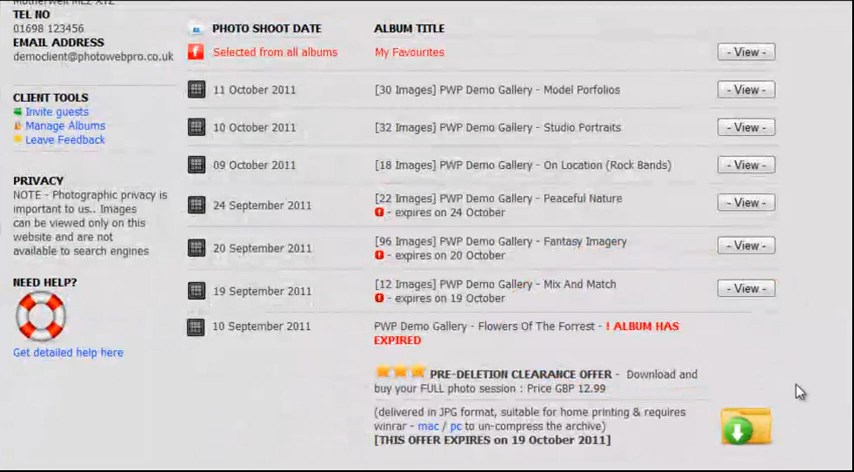 TEL NO
01698 123456
EMAIL ADDRESS
democlient@photowebpro.co.uk
CLIENT TOOLS
Invite guests
Manage Albums
Leave Feedback
PRIVACY
NOTE - Photographic privacy is
important to us.. Images
can be viewed only on this
website and are not
available to search engines
NEED HELP?
Get detailed help here
PHOTO SHOOT DATE ALBUM TITLE
Selected from all albums My Favourites - View -
11 October 2011 [30 Images] PWP Demo Gallery - Model Porfolios - View -
10 October 2011 [32 Images] PWP Demo Gallery - Studio Portraits - View -
09 October 2011 [18 Images] PWP Demo Gallery - On Location (Rock Bands) - View -
24 September 2011 [22 Images] PWP Demo Gallery - Peaceful Nature - View -
! - expires on 24 October
20 September 2011 [96 Images] PWP Demo Gallery - Fantasy Imagery - View -
! - expires on 20 October
19 September 2011 [12 Images] PWP Demo Gallery - Mix And Match - View -
! - expires on 19 October
10 September 2011 PWP Demo Gallery - Flowers Of The Forrest - ! ALBUM HAS
EXPIRED
PRE-DELETION CLEARANCE OFFER - Download and
buy your FULL photo session : Price GBP 12.99
(delivered in JPG format, suitable for home printing & requires
winrar - mac / pc to un-compress the archive)
[THIS OFFER EXPIRES on 19 October 2011]